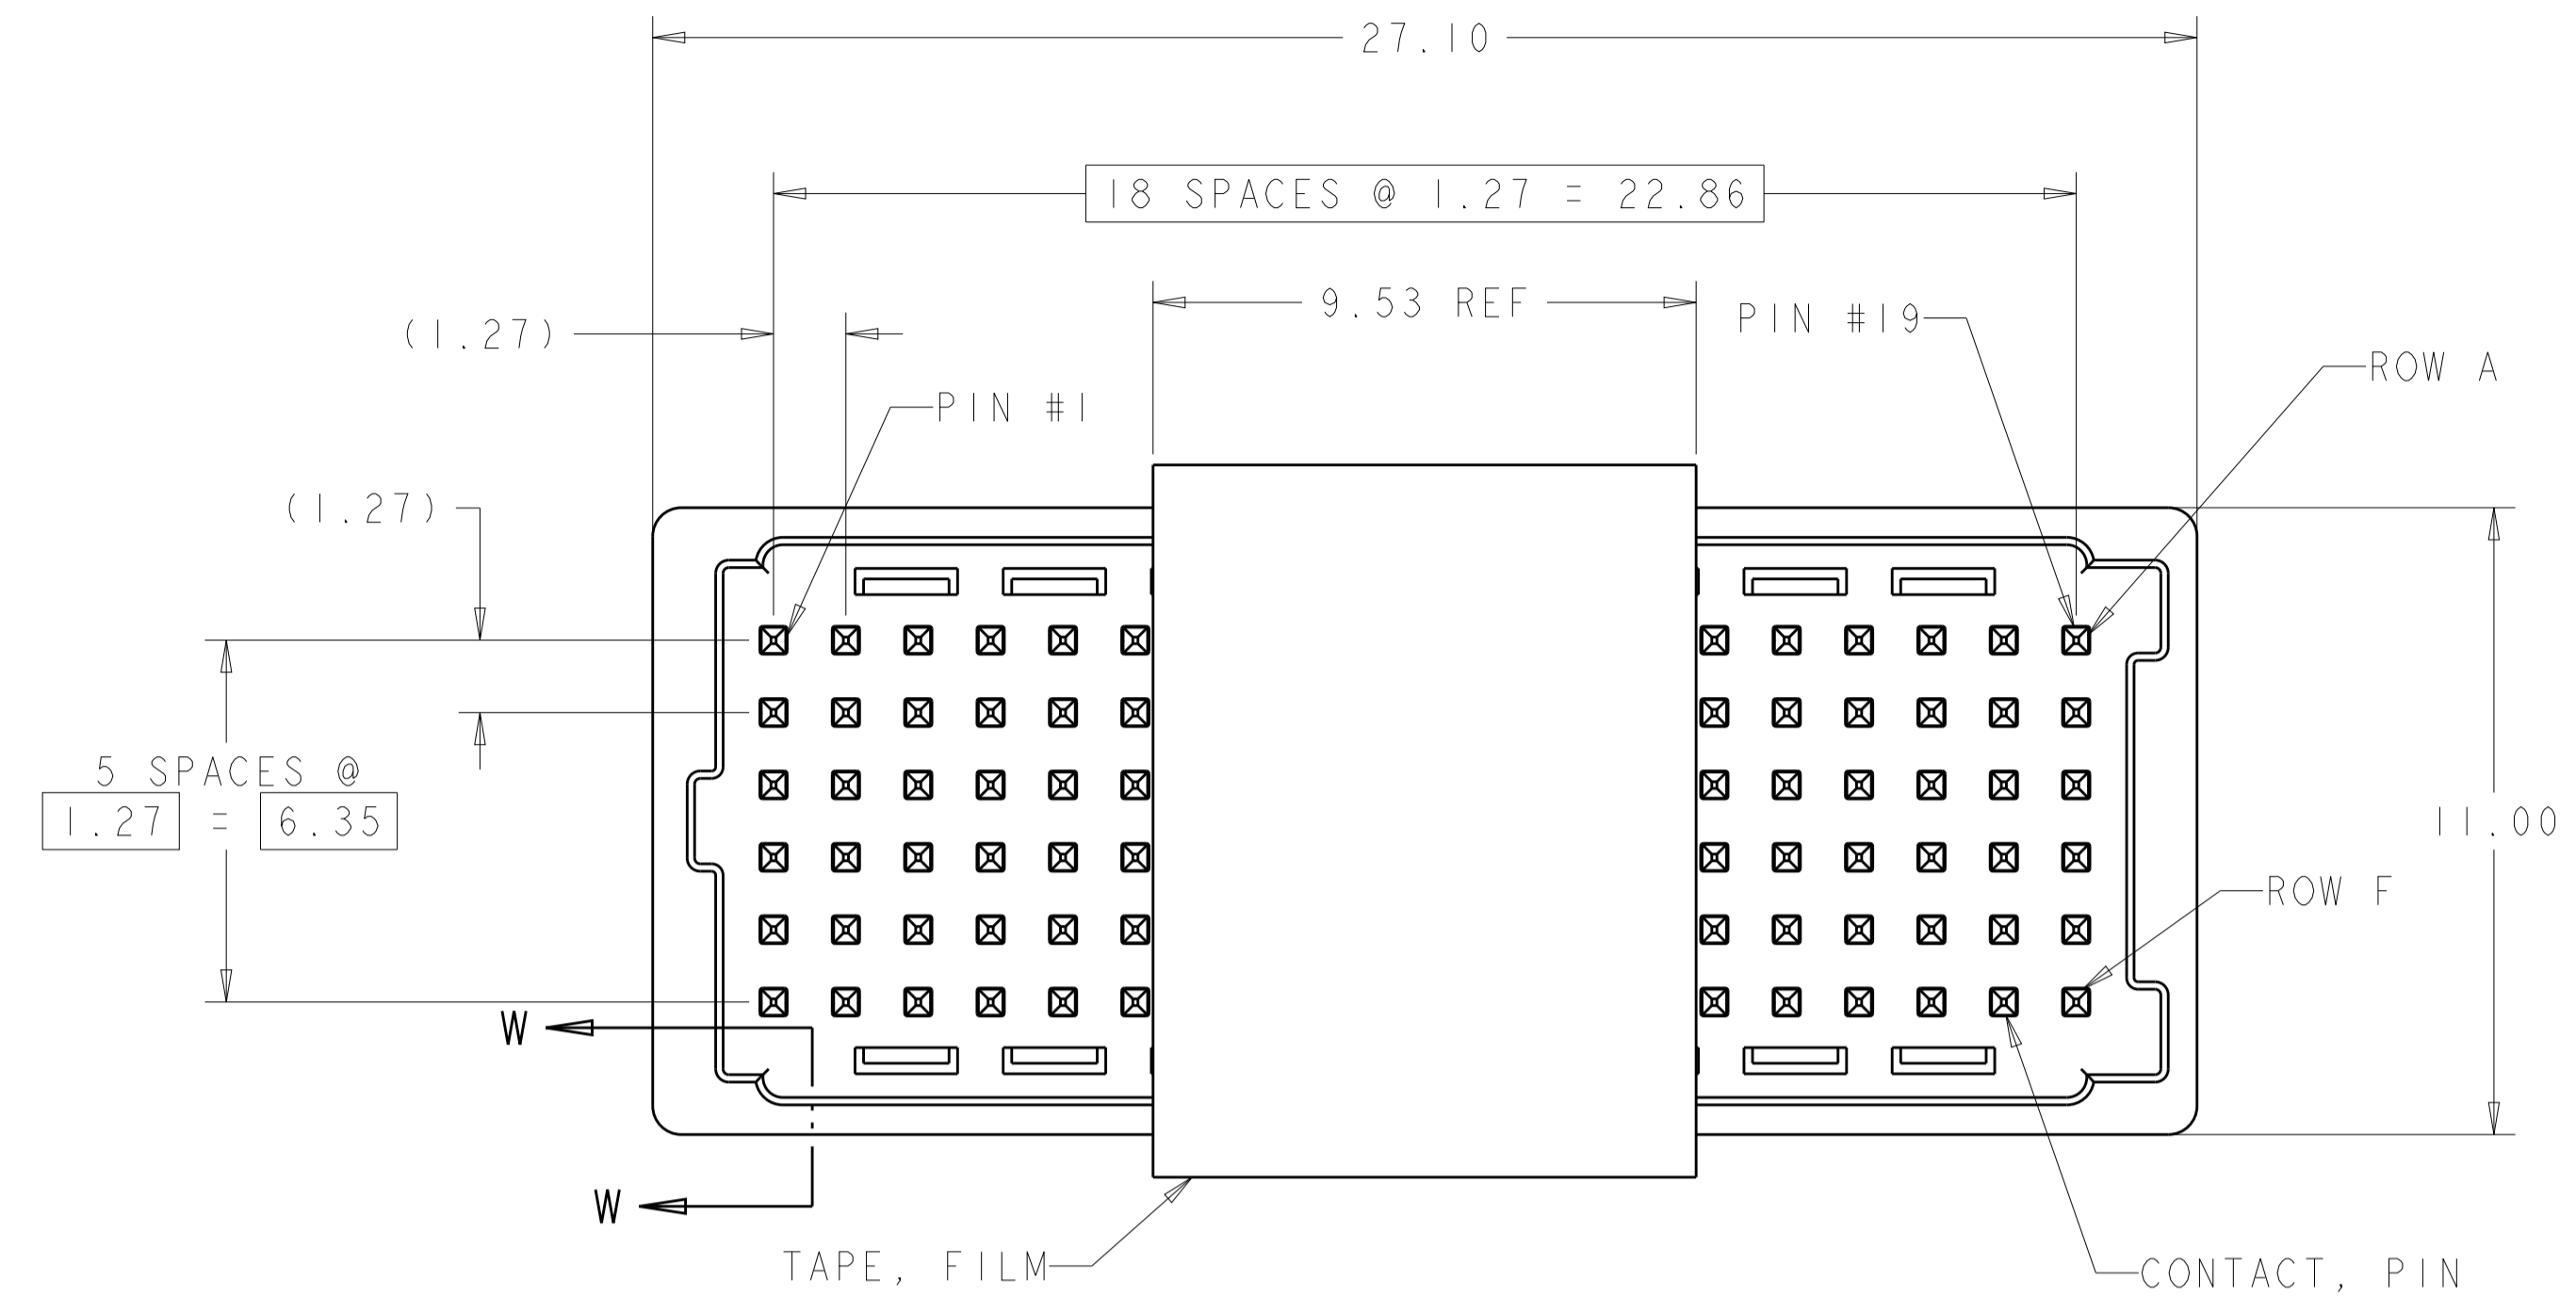 27.10
18 SPACES @ 1.27 = 22.86
9.53 REF
PIN #19
(1.27)
ROW A
PIN #1
(1.27)
5 SPACES @
1.27 = 6.35
11.00
ROW F
W
W
TAPE, FILM
CONTACT, PIN